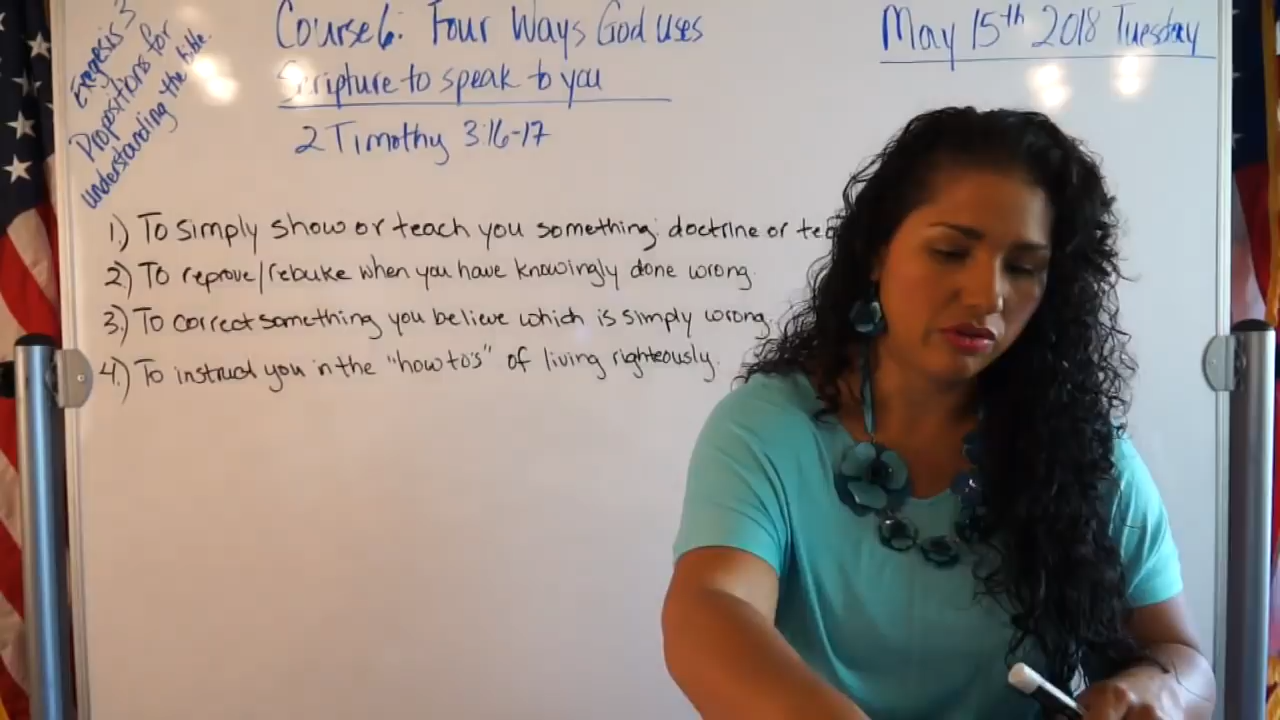 Exegesis 3
Propositions for
understanding the bible.
Course 6: Four Ways God uses
Scripture to speak to you
2 Timothy 3:16-17
May 15th 2018 Tuesday
1.) To simply show or teach you something: doctrine or
2.) To reprove/rebuke when you have knowingly done wrong.
3.) To correct something you believe which is simply wrong.
4.) To instruct you in the "how to's" of living righteously.